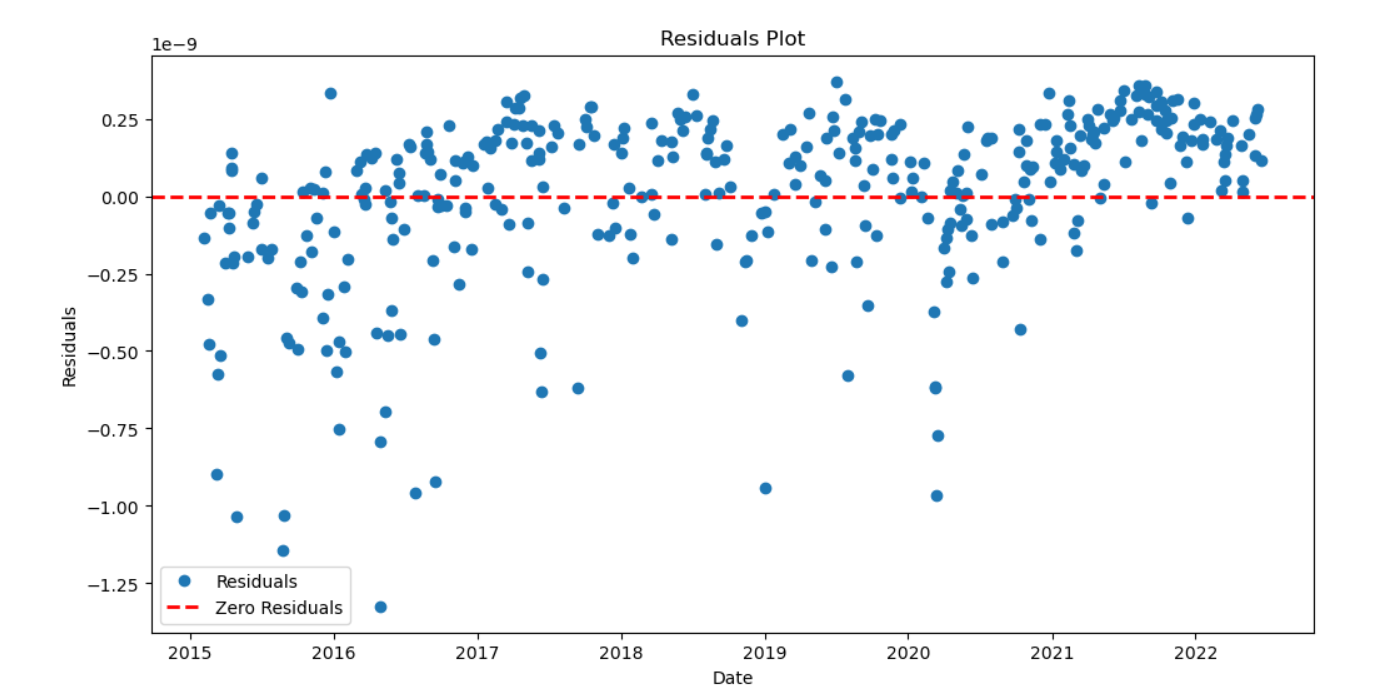 Residuals Plot
1e−9
0.25
0.00
−0.25
−0.50
−0.75
−1.00
−1.25
Residuals
Residuals
Zero Residuals
2015 2016 2017 2018 2019 2020 2021 2022
Date